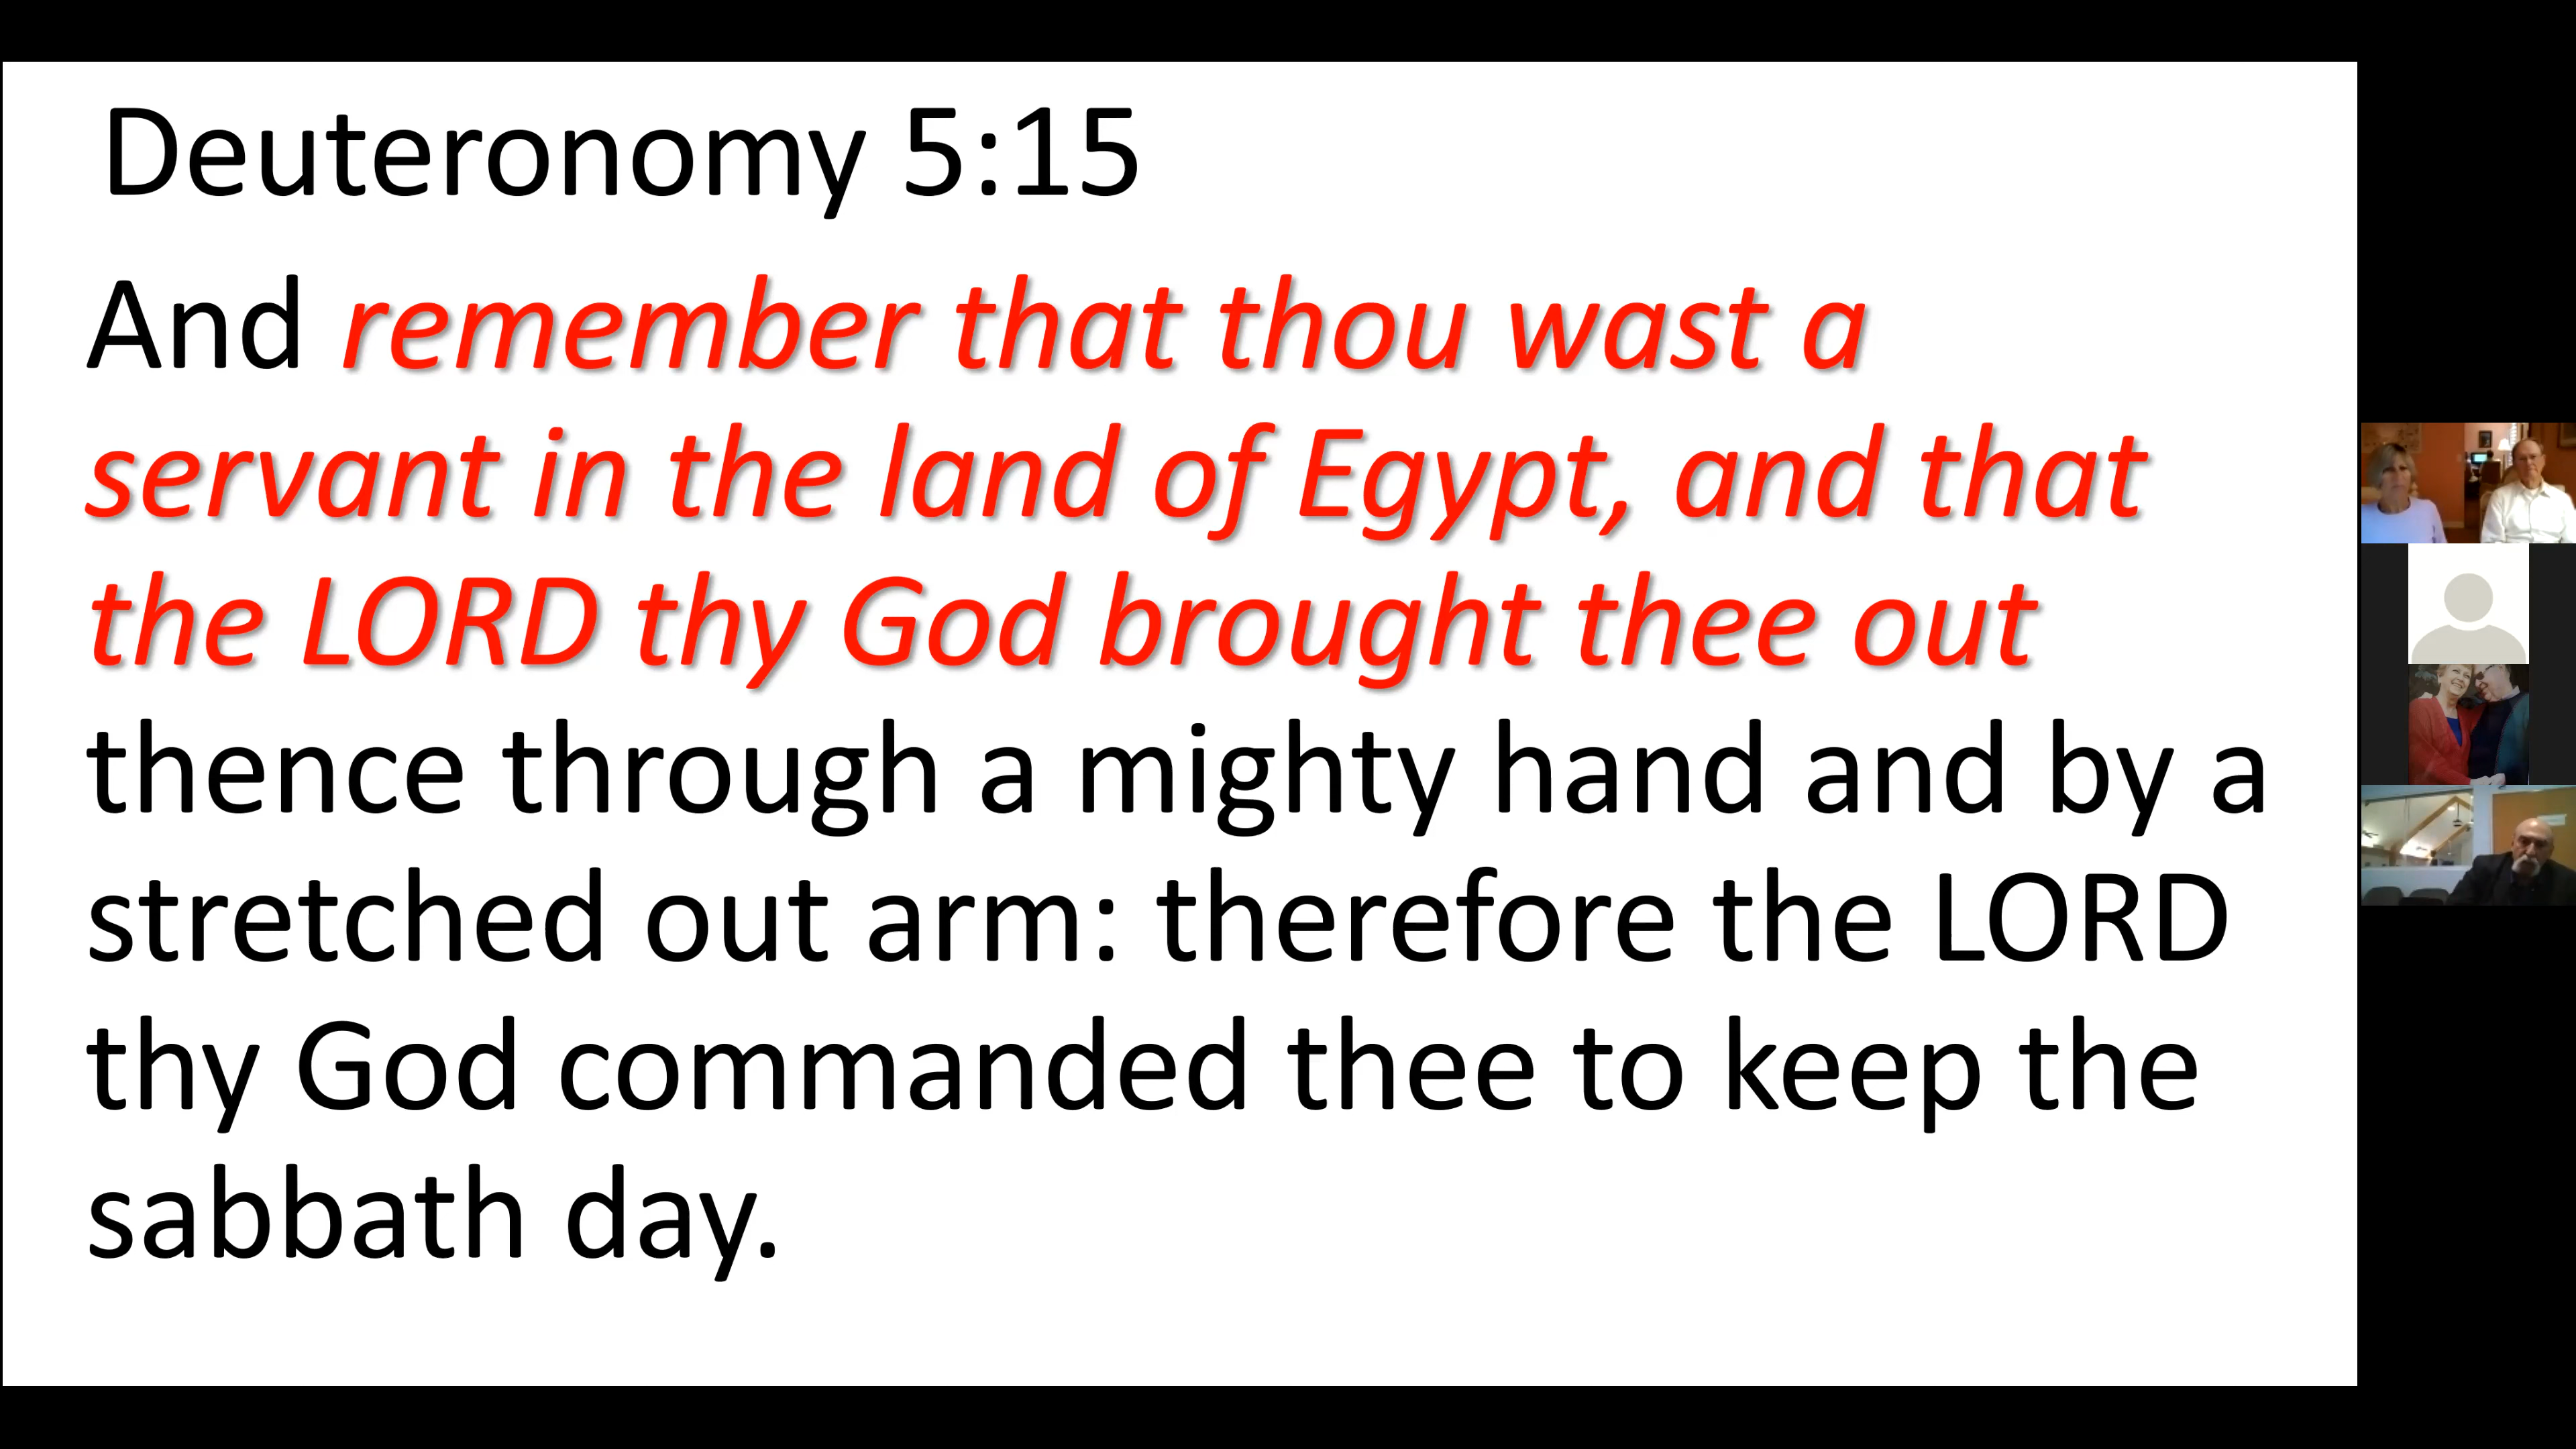 Deuteronomy 5:15
And remember that thou wast a
servant in the land of Egypt, and that
the LORD thy God brought thee out
thence through a mighty hand and by a
stretched out arm: therefore the LORD
thy God commanded thee to keep the
sabbath day.